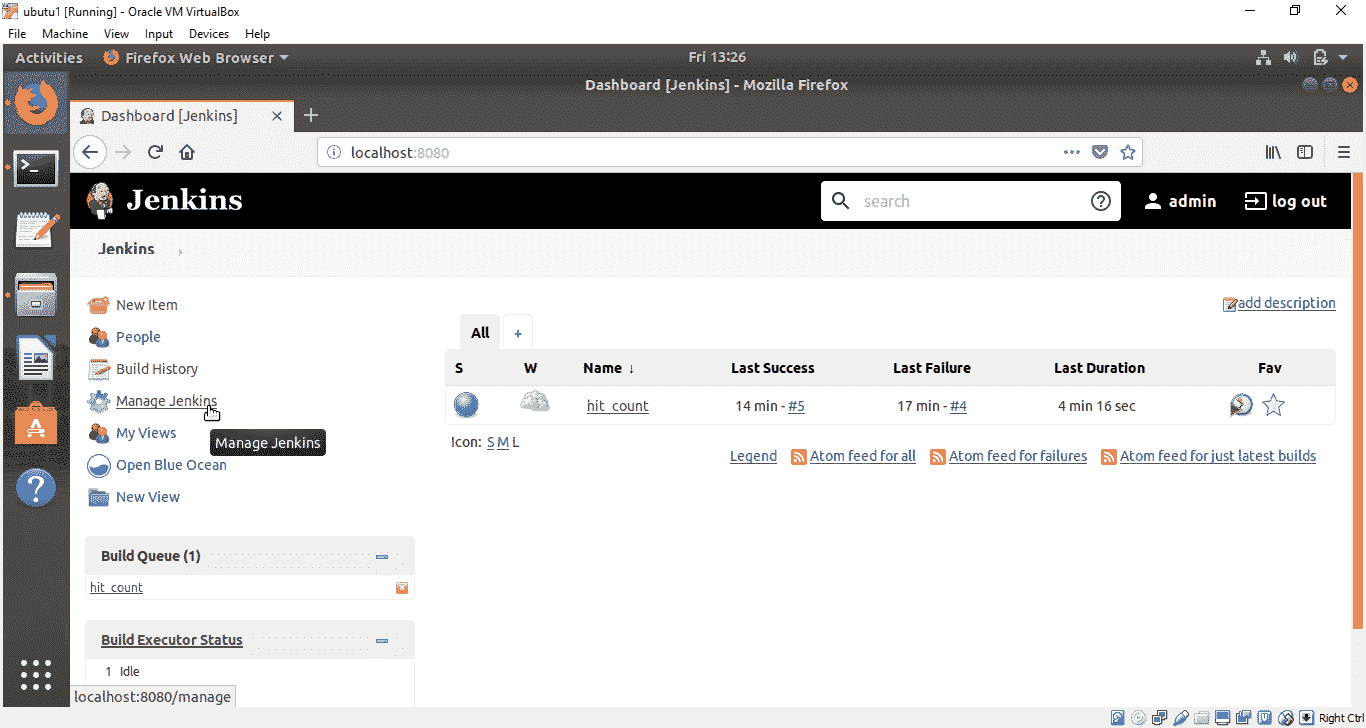 ubutu1 [Running] - Oracle VM VirtualBox
File Machine View Input Devices Help
Activities Firefox Web Browser Fri 13:26
Dashboard [Jenkins] - Mozilla Firefox
Dashboard [Jenkins]
localhost:8080
Jenkins search admin log out
Jenkins
New Item
People
Build History
Manage Jenkins
My Views
Manage Jenkins
Open Blue Ocean
New View
Build Queue (1)
hit_count
Build Executor Status
1 Idle
localhost:8080/manage
add description
All +
S W Name ↓ Last Success Last Failure Last Duration Fav
hit_count 14 min - #5 17 min - #4 4 min 16 sec
Icon: S M L
Legend Atom feed for all Atom feed for failures Atom feed for just latest builds
Right Ctrl